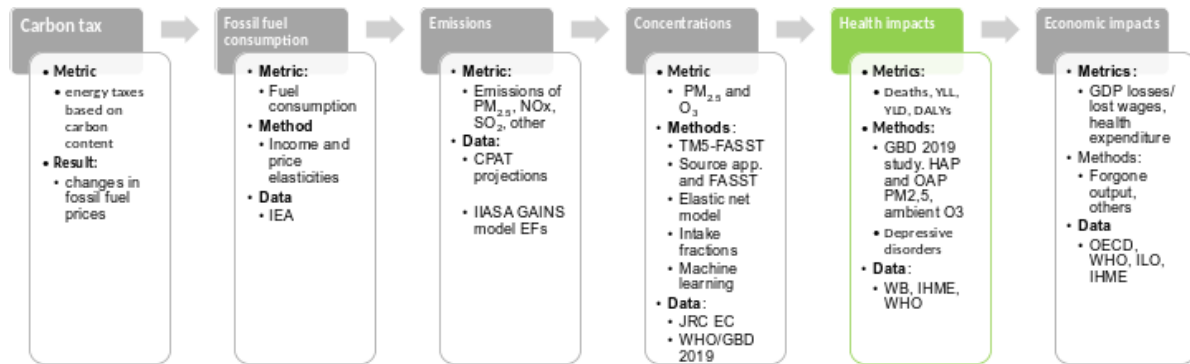 Carbon tax
• Metric
• energy taxes
based on
carbon
content
• Result:
• changes in
fossil fuel
prices
Fossil fuel
consumption
• Metric:
• Fuel
consumption
• Method
• Income and
price
elasticities
• Data
• IEA
Emissions
• Metric:
• Emissions of
PM2.5, NOx,
SO2, other
• Data:
• CPAT
projections
• IIASA GAINS
model EFs
Concentrations
• Metric
• PM2.5 and
O3
• Methods:
• TM5-FASST
• Source app.
and FASST
• Elastic net
model
• Intake
fractions
• Machine
learning
• Data:
• JRC EC
• WHO/GBD
2019
Health impacts
• Metrics:
• Deaths, YLL,
YLD, DALYs
• Methods:
• GBD 2019
study. HAP
and OAP
PM2,5,
ambient O3
• Depressive
disorders
• Data:
• WB, IHME,
WHO
Economic impacts
• Metrics:
• GDP losses/
lost wages,
health
expenditure
• Methods:
• Forgone
output,
others
• Data
• OECD,
WHO, ILO,
IHME